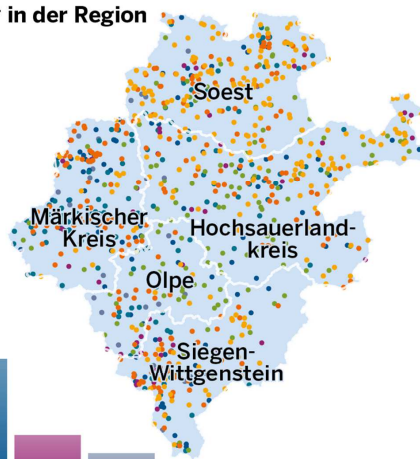 in der Region
Soest
Märkischer
Kreis
Hochsauerland-
kreis
Olpe
Siegen-
Wittgenstein